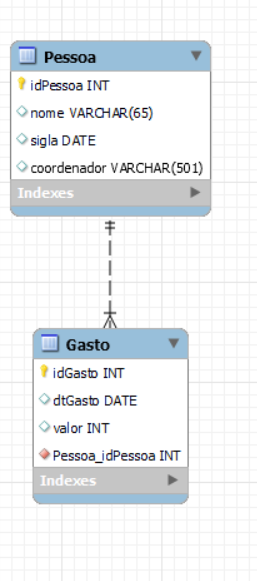 Pessoa
idPessoa INT
nome VARCHAR(65)
sigla DATE
coordenador VARCHAR(501)
Indexes
Gasto
idGasto INT
dtGasto DATE
valor INT
Pessoa_idPessoa INT
Indexes